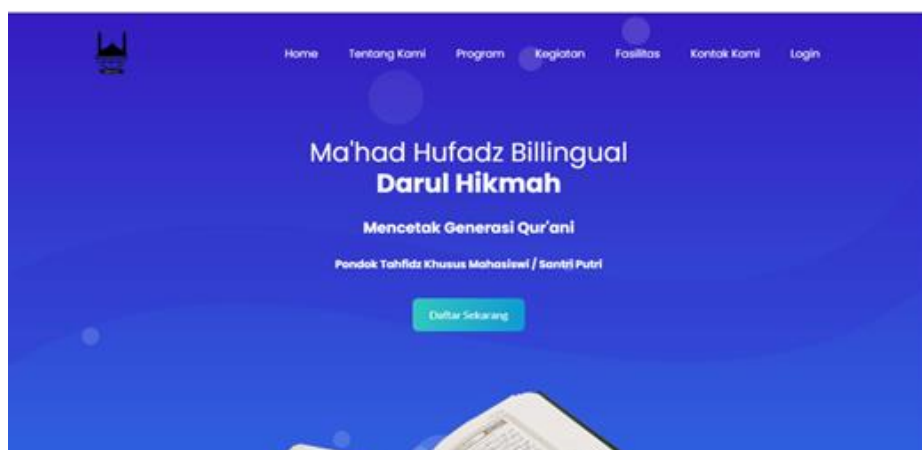 Home Tentang Kami Program Kegiatan Fasilitas Kontak Kami Login
Ma'had Hufadz Billingual
Darul Hikmah
Mencetak Generasi Qur'ani
Pondok Tahfidz Khusus Mahasiswi / Santri Putri
Daftar Sekarang